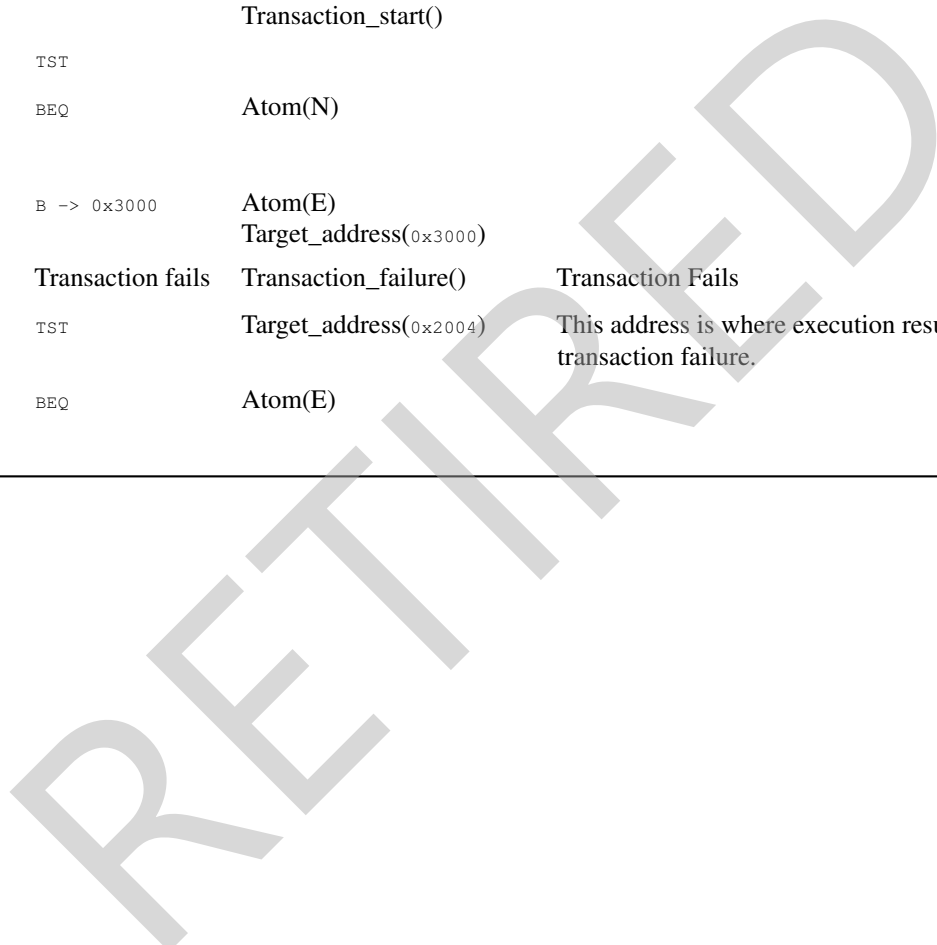 Transaction_start()
TST
BEQ Atom(N)
B -> 0x3000 Atom(E)
Target_address(0x3000)
Transaction fails Transaction_failure() Transaction Fails
TST Target_address(0x2004) This address is where execution
transaction failure.
BEQ Atom(E)
RETIRED